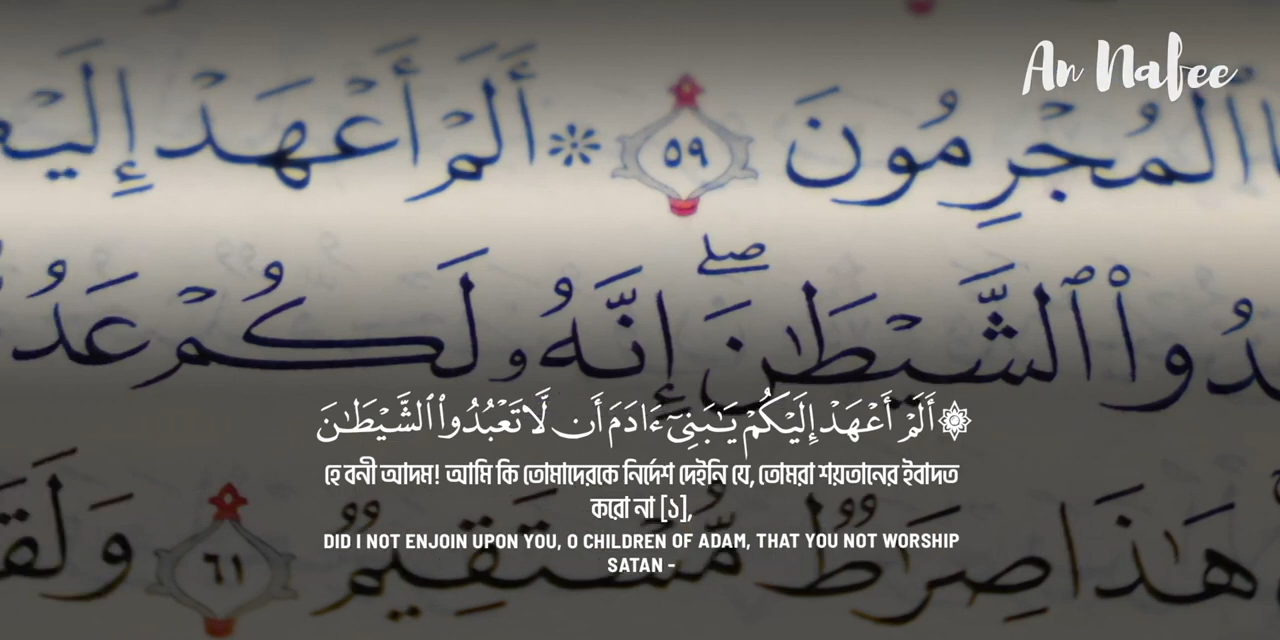 An Nafee
ٱلْمُجْرِمُونَ ٥٩ ۞ أَلَمْ أَعْهَدْ
ٱلشَّيْطَٰنَ ۖ إِنَّهُۥ لَكُمْ
هَٰذَا صِرَٰطٌ مُّسْتَقِيمٌ ٦١
۞ أَلَمْ أَعْهَدْ إِلَيْكُمْ يَٰبَنِىٓ ءَادَمَ أَن لَّا تَعْبُدُوا۟ ٱلشَّيْطَٰنَ
হে বনী আদম! আমি কি তোমাদেরকে নির্দেশ দেইনি যে, তোমরা শয়তানের ইবাদত
করো না [১],
DID I NOT ENJOIN UPON YOU, O CHILDREN OF ADAM, THAT YOU NOT WORSHIP
SATAN -